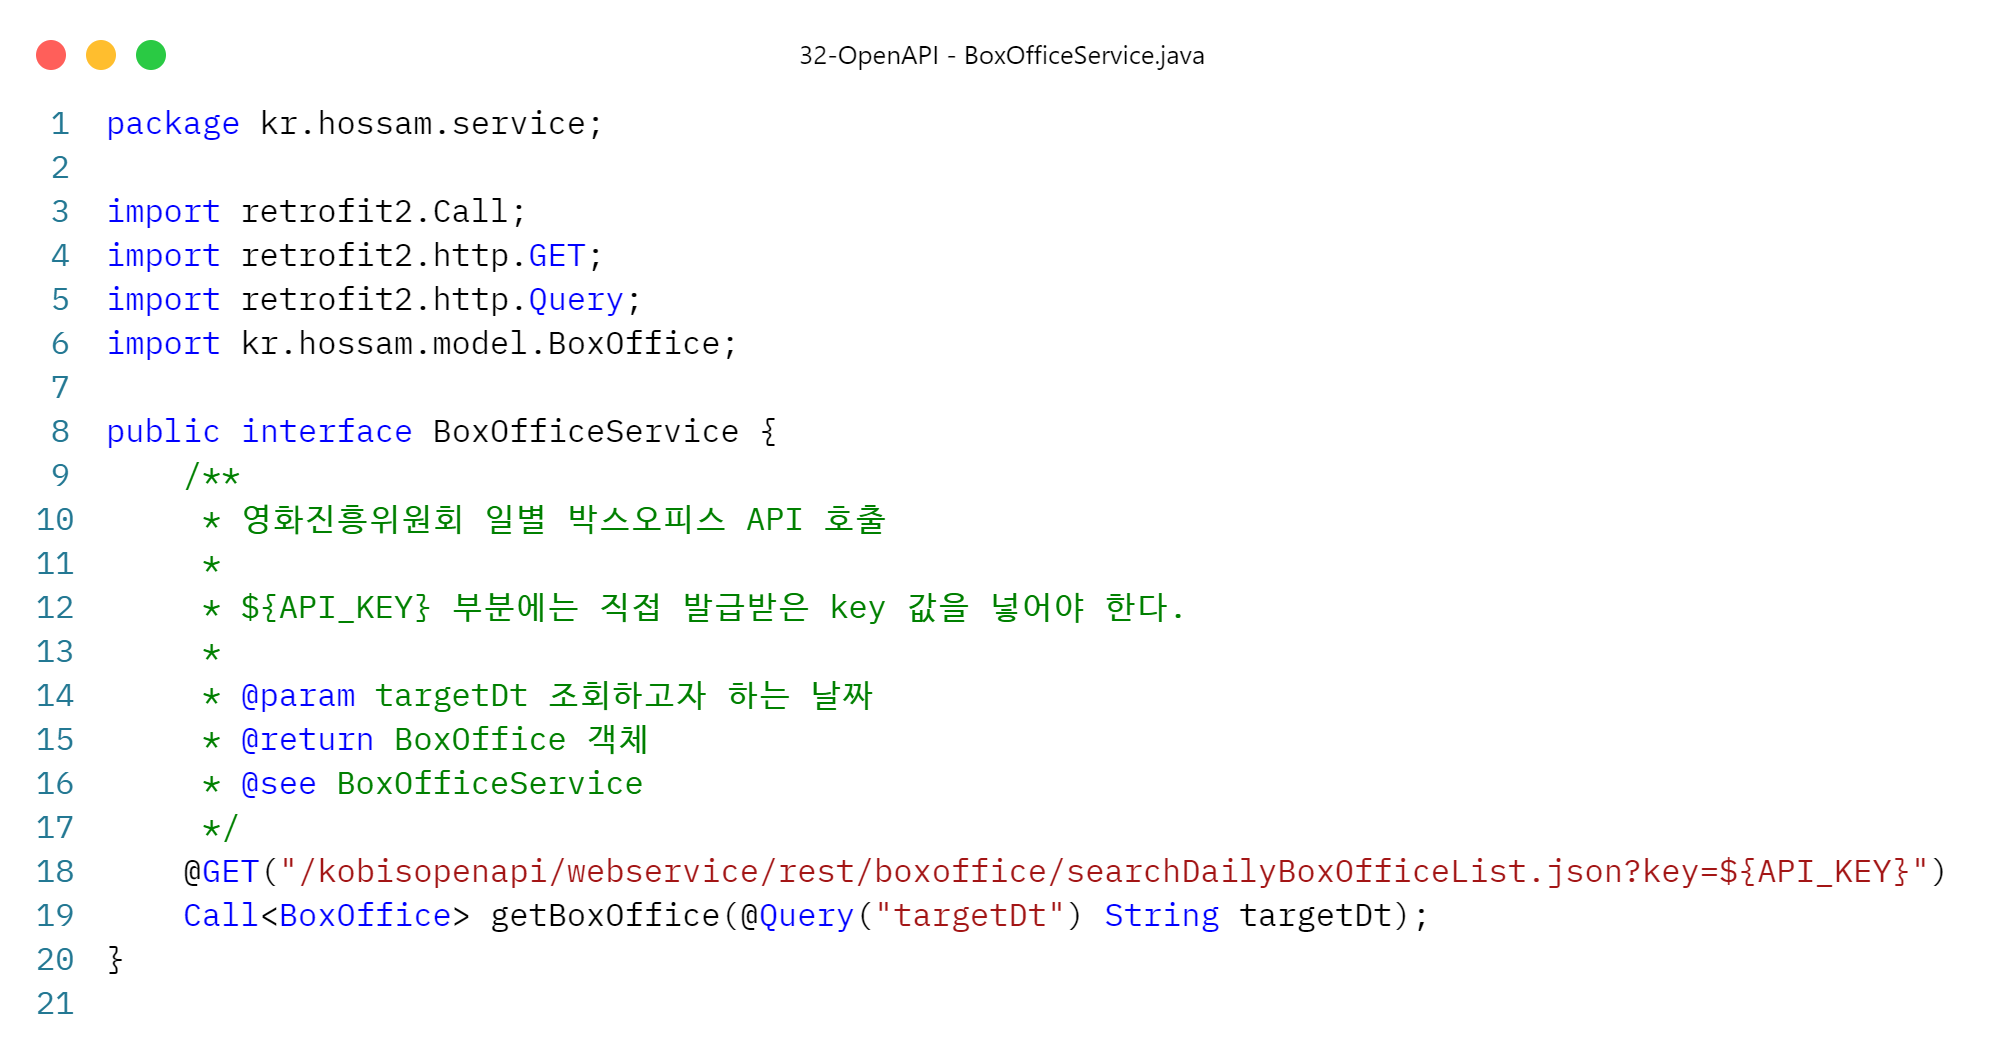 32-OpenAPI - BoxOfficeService.java
1 package kr.hossam.service;
2
3 import retrofit2.Call;
4 import retrofit2.http.GET;
5 import retrofit2.http.Query;
6 import kr.hossam.model.BoxOffice;
7
8 public interface BoxOfficeService {
9     /**
10      * 영화진흥위원회 일별 박스오피스 API 호출
11      *
12      * ${API_KEY} 부분에는 직접 발급받은 key 값을 넣어야 한다.
13      *
14      * @param targetDt 조회하고자 하는 날짜
15      * @return BoxOffice 객체
16      * @see BoxOfficeService
17      */
18     @GET("/kobisopenapi/webservice/rest/boxoffice/searchDailyBoxOfficeList.json?key=${API_KEY}")
19     Call<BoxOffice> getBoxOffice(@Query("targetDt") String targetDt);
20 }
21